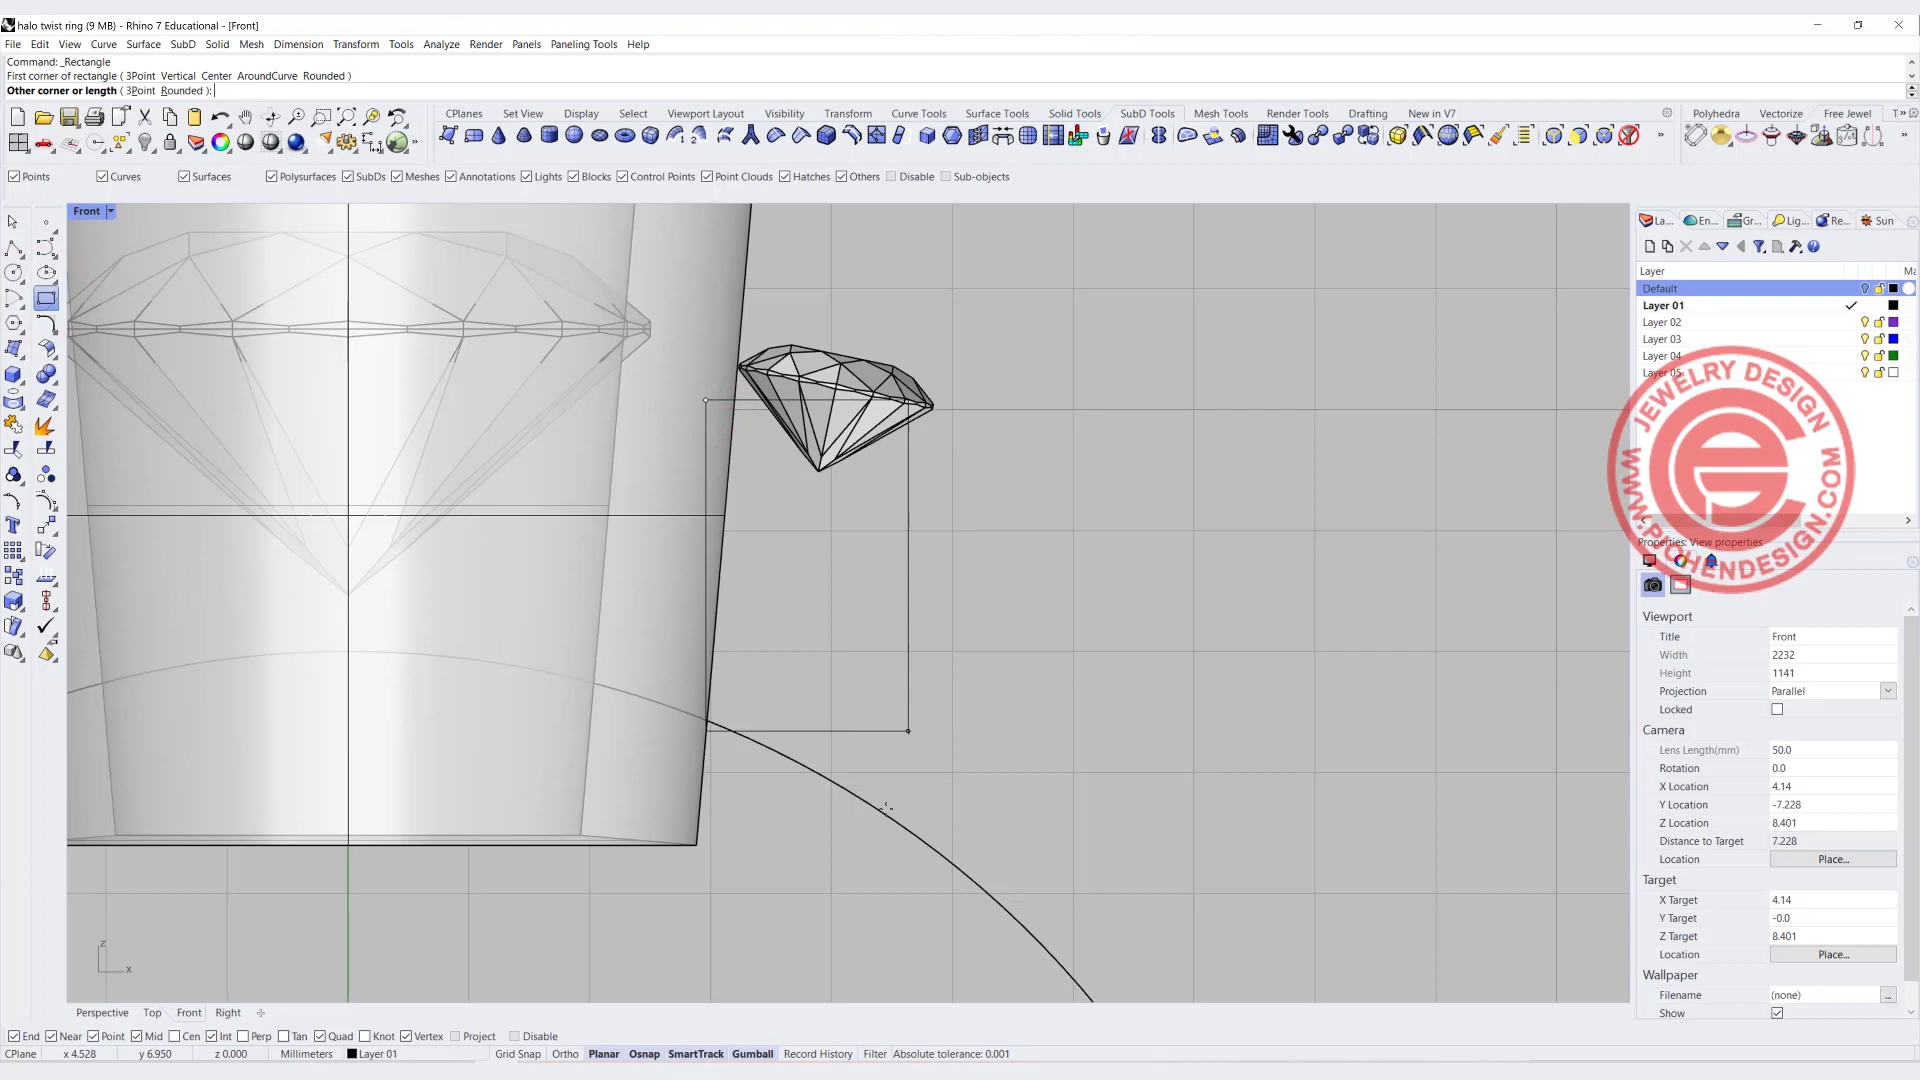 halo twist ring (9 MB) - Rhino 7 Educational - [Front]
File Edit View Curve Surface SubD Solid Mesh Dimension Transform Tools Analyze Render Panels Paneling Tools Help
Command: _Rectangle
First corner of rectangle ( 3Point Vertical Center AroundCurve Rounded )
Other corner or length ( 3Point Rounded ):
CPlanes Set View Display Select Viewport Layout Visibility Transform Curve Tools Surface Tools Solid Tools SubD Tools Mesh Tools Render Tools Drafting New in V7
Polyhedra Vectorize Free Jewel
Points Curves Surfaces Polysurfaces SubDs Meshes Annotations Lights Blocks Control Points Point Clouds Hatches Others Disable Sub-objects
Front
La... En... Gr... Lig... Re... Sun
Layer Ma
Default
Layer 01
Layer 02
Layer 03
Layer 04
Layer 05
JEWELRY DESIGN
WWW.PJCHENDESIGN.COM
Properties: View properties
Viewport
Title Front
Width 2232
Height 1141
Projection Parallel
Locked
Camera
Lens Length(mm) 50.0
Rotation 0.0
X Location 4.14
Y Location -7.228
Z Location 8.401
Distance to Target 7.228
Location Place...
Target
X Target 4.14
Y Target -0.0
Z Target 8.401
Location Place...
Wallpaper
Filename (none) ...
Show
z
x
Perspective Top Front Right
End Near Point Mid Cen Int Perp Tan Quad Knot Vertex Project Disable
CPlane x 4.528 y 6.950 z 0.000 Millimeters Layer 01 Grid Snap Ortho Planar Osnap SmartTrack Gumball Record History Filter Absolute tolerance: 0.001